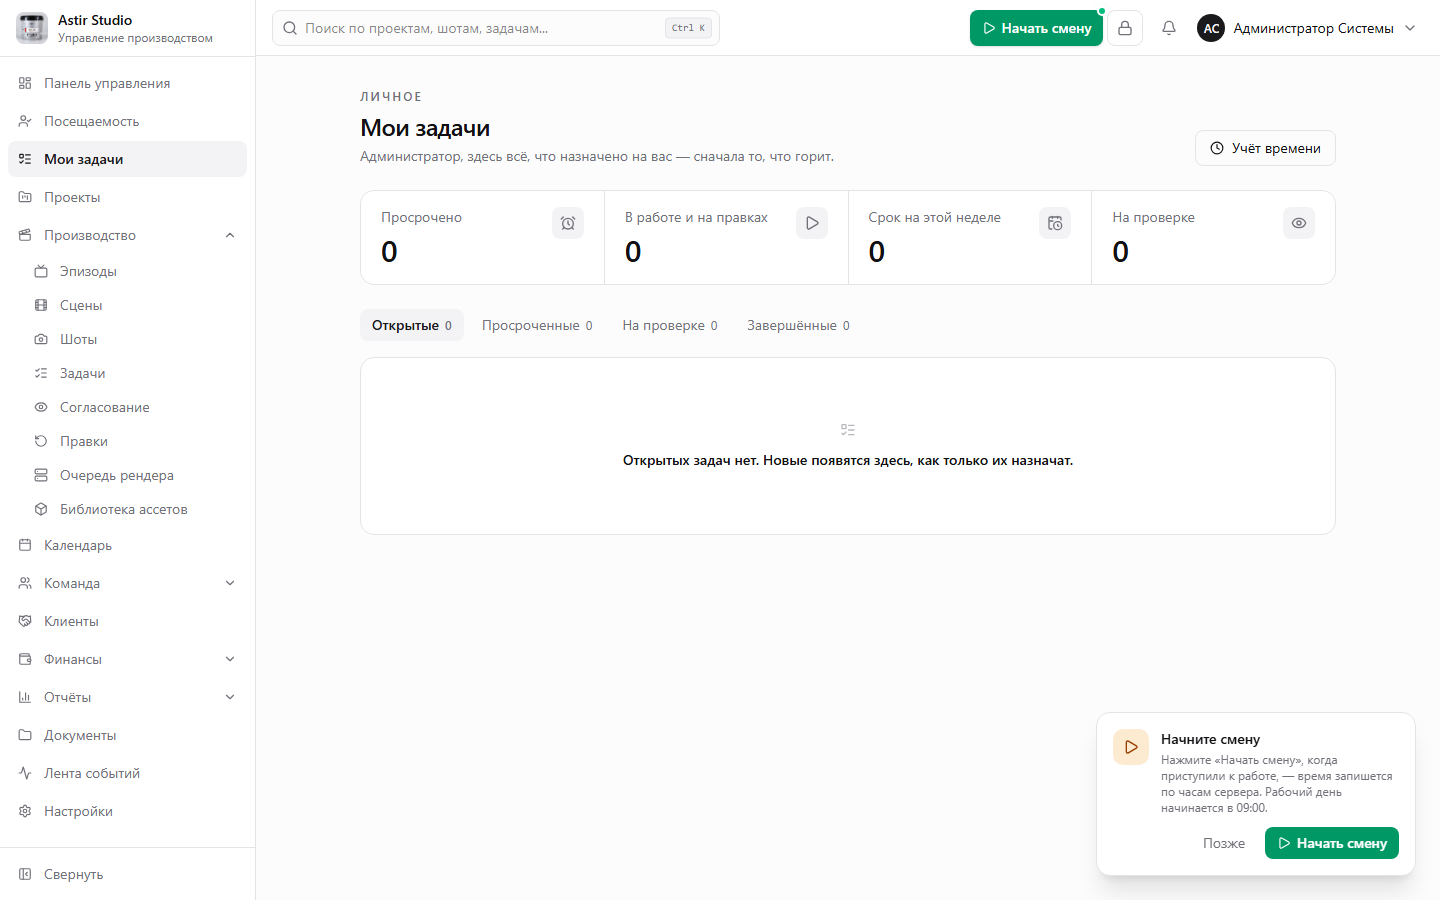 Astir Studio
Управление производством
Поиск по проектам, шотам, задачам...
Ctrl K
Начать смену
АС
Администратор Системы
Панель управления
Посещаемость
Мои задачи
Проекты
Производство
Эпизоды
Сцены
Шоты
Задачи
Согласование
Правки
Очередь рендера
Библиотека ассетов
Календарь
Команда
Клиенты
Финансы
Отчёты
Документы
Лента событий
Настройки
Свернуть
ЛИЧНОЕ
Мои задачи
Администратор, здесь всё, что назначено на вас — сначала то, что горит.
Учёт времени
Просрочено
0
В работе и на правках
0
Срок на этой неделе
0
На проверке
0
Открытые 0
Просроченные 0
На проверке 0
Завершённые 0
Открытых задач нет. Новые появятся здесь, как только их назначат.
Начните смену
Нажмите «Начать смену», когда
приступили к работе, — время запишется
по часам сервера. Рабочий день
начинается в 09:00.
Позже
Начать смену